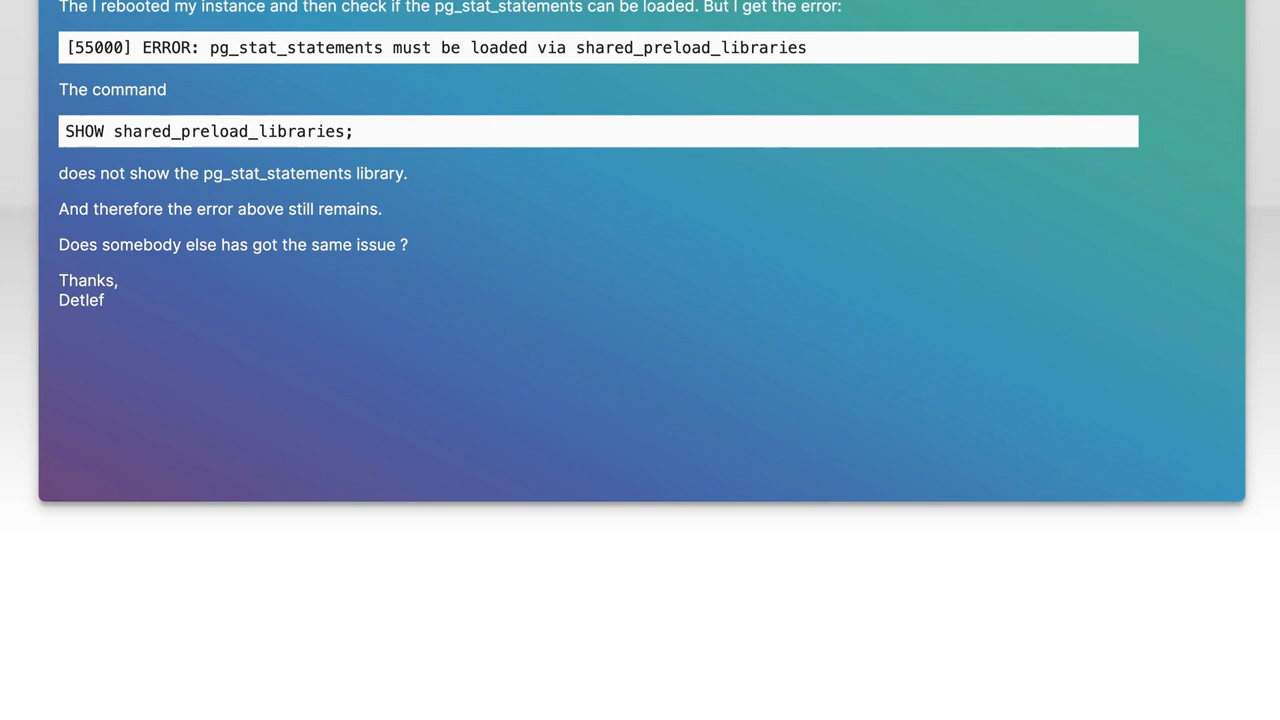 The I rebooted my instance and then check if the pg_stat_statements can be loaded. But I get the error:
[55000] ERROR: pg_stat_statements must be loaded via shared_preload_libraries
The command
SHOW shared_preload_libraries;
does not show the pg_stat_statements library.
And therefore the error above still remains.
Does somebody else has got the same issue ?
Thanks,
Detlef